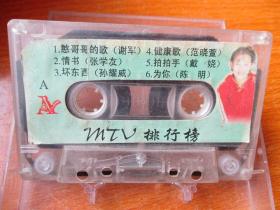 1.憨哥哥的歌(谢军) 4.健康歌(范晓萱)
2.情书(张学友) 5.拍拍手(戴娆)
3.坏东西(孙耀威) 6.为你(陈 明)
A
MTV 排行榜